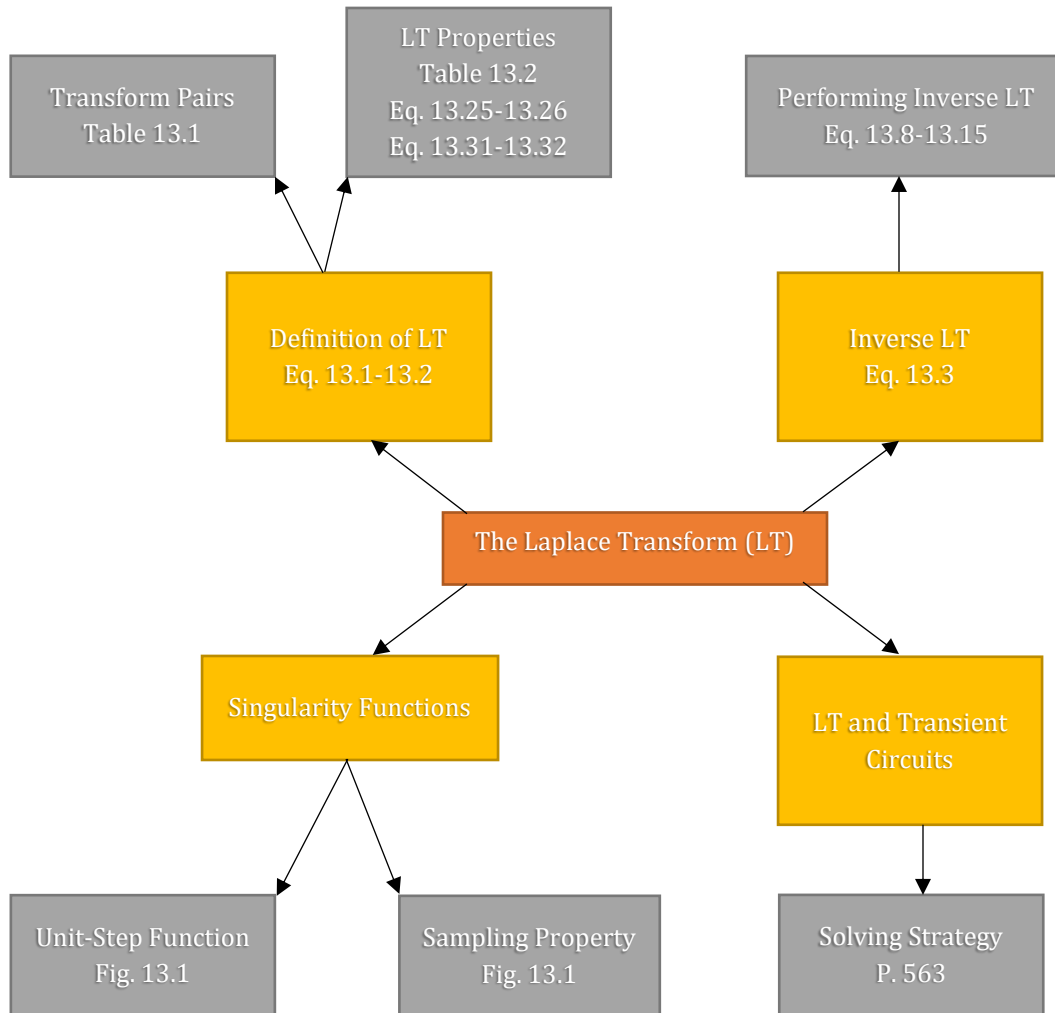 Transform Pairs
Table 13.1
LT Properties
Table 13.2
Eq. 13.25-13.26
Eq. 13.31-13.32
Performing Inverse LT
Eq. 13.8-13.15
Definition of LT
Eq. 13.1-13.2
Inverse LT
Eq. 13.3
The Laplace Transform (LT)
Singularity Functions
LT and Transient
Circuits
Unit-Step Function
Fig. 13.1
Sampling Property
Fig. 13.1
Solving Strategy
P. 563